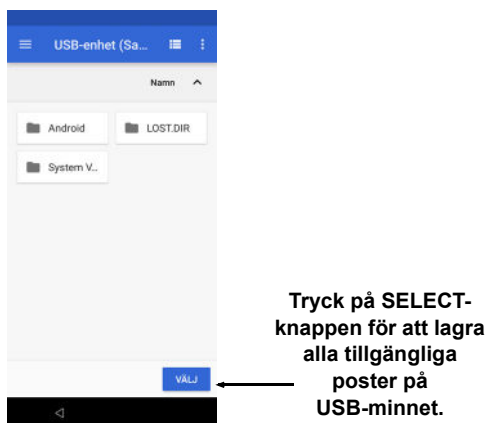 USB-enhet (Sa...
Namn
Android
LOST.DIR
System V...
VÄLJ
Tryck på SELECT-
knappen för att lagra
alla tillgängliga
poster på
USB-minnet.